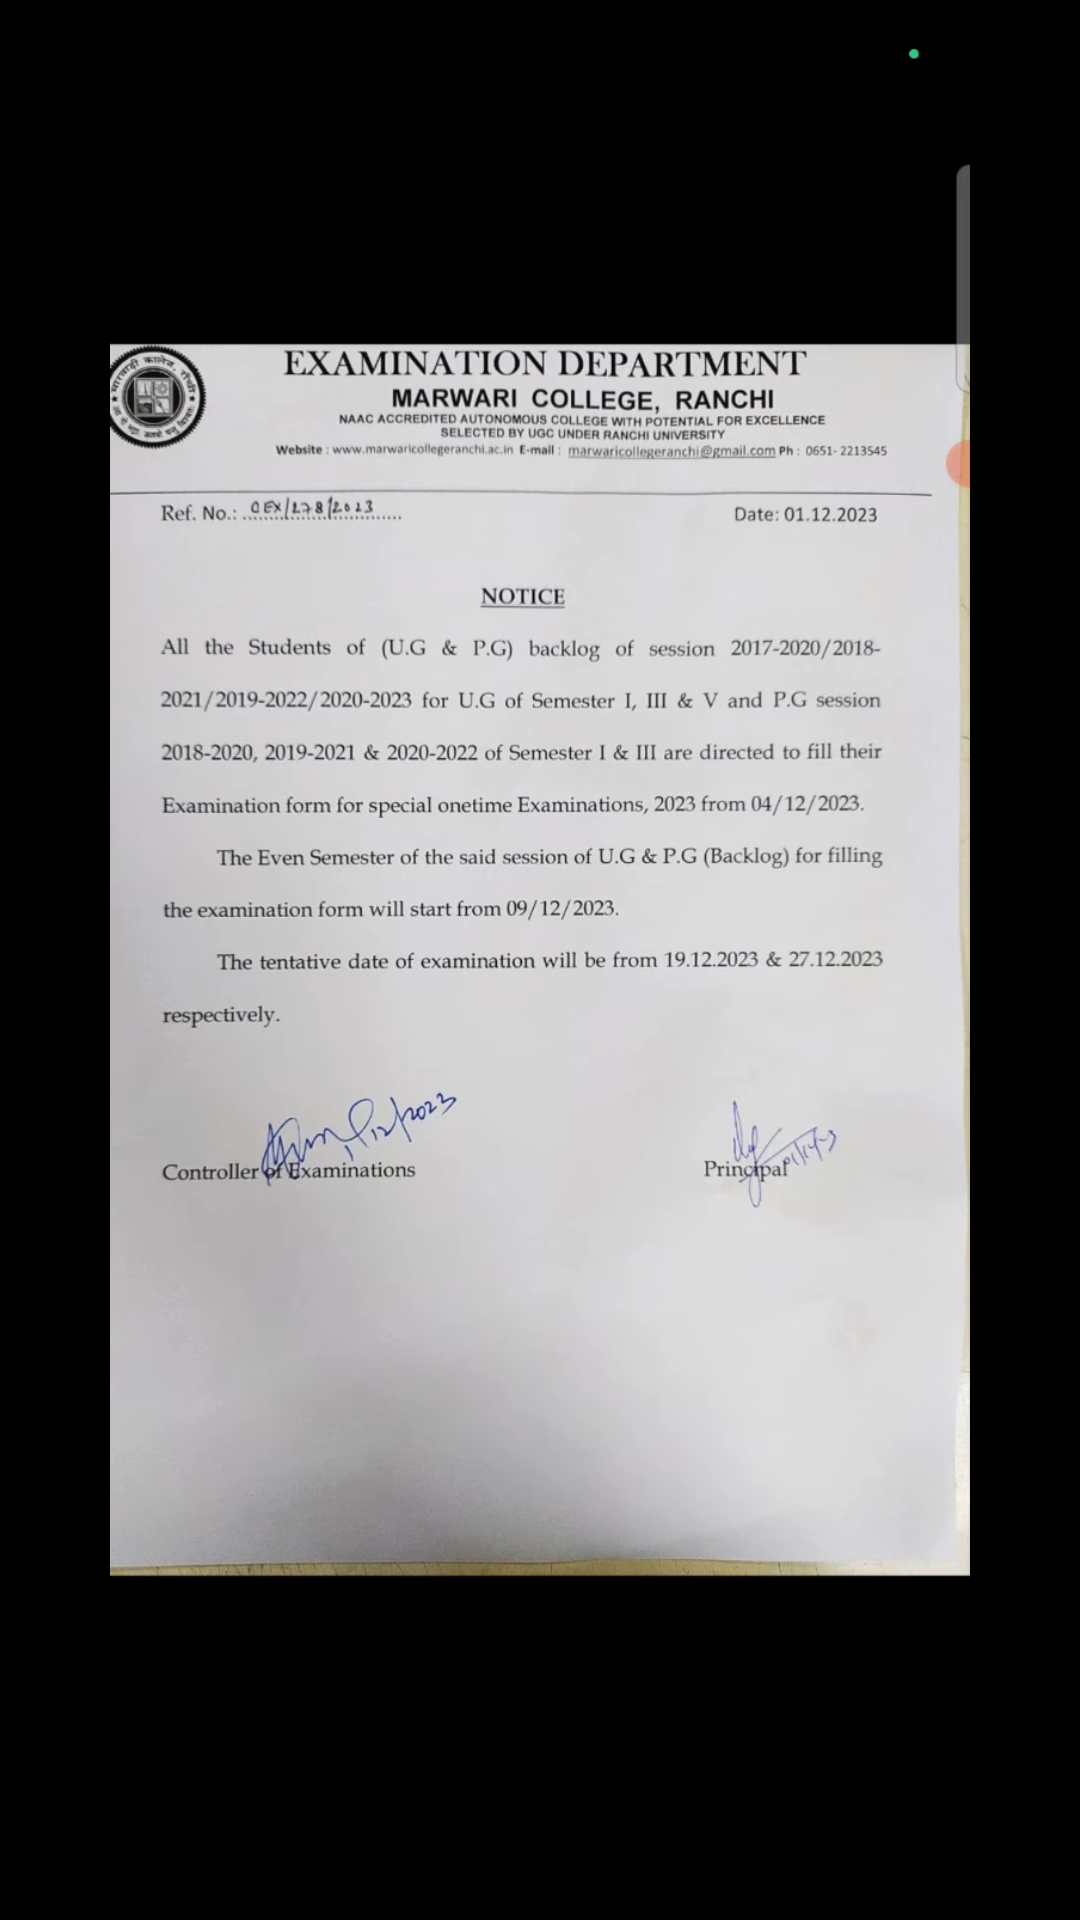 मारवाड़ी कालेज, राँची
EXAMINATION DEPARTMENT
MARWARI COLLEGE, RANCHI
NAAC ACCREDITED AUTONOMOUS COLLEGE WITH POTENTIAL FOR EXCELLENCE
SELECTED BY UGC UNDER RANCHI UNIVERSITY
Website : www.marwaricollegeranchi.ac.in E-mail : marwaricollegeranchi@gmail.com Ph : 0651- 2213545
Ref. No.: OEX/278/2023 Date: 01.12.2023
NOTICE
All the Students of (U.G & P.G) backlog of session 2017-2020/2018-
2021/2019-2022/2020-2023 for U.G of Semester I, III & V and P.G session
2018-2020, 2019-2021 & 2020-2022 of Semester I & III are directed to fill their
Examination form for special onetime Examinations, 2023 from 04/12/2023.
The Even Semester of the said session of U.G & P.G (Backlog) for filling
the examination form will start from 09/12/2023.
The tentative date of examination will be from 19.12.2023 & 27.12.2023
respectively.
1/12/2023
Controller of Examinations Principal